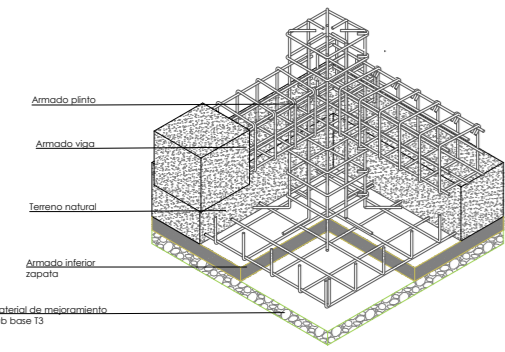 Armado plinto
Armado viga
Terreno natural
Armado inferior
zapata
aterial de mejoramiento
b base T3